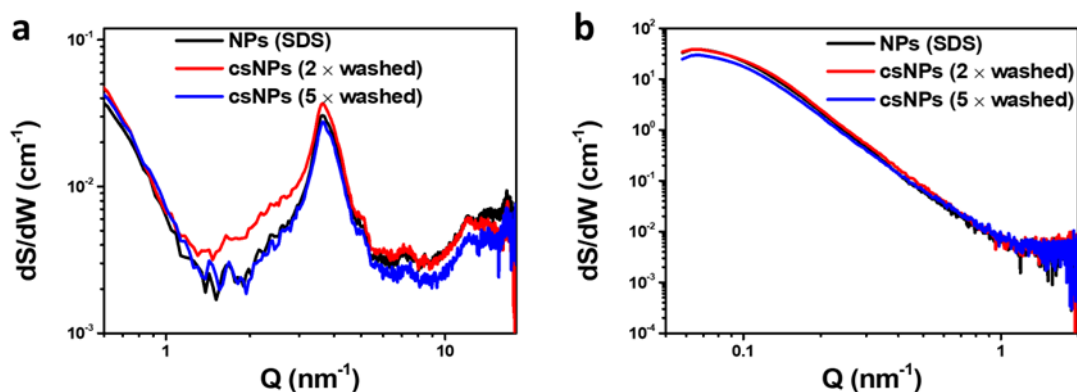 a
NPs (SDS)
csNPs (2 × washed)
csNPs (5 × washed)
10⁻¹
10⁻²
10⁻³
dS/dW (cm⁻¹)
1
10
Q (nm⁻¹)
b
NPs (SDS)
csNPs (2 × washed)
csNPs (5 × washed)
10²
10¹
10⁰
10⁻¹
10⁻²
10⁻³
10⁻⁴
dS/dW (cm⁻¹)
0.1
1
Q (nm⁻¹)